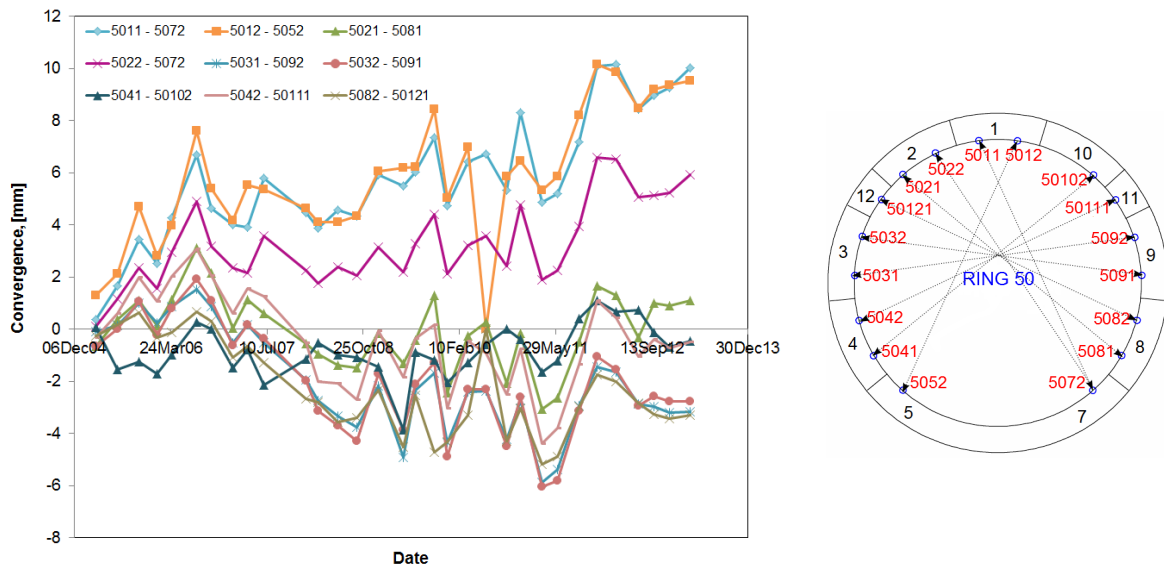 12
10
8
6
4
2
0
-2
-4
-6
-8
Convergence, [mm]
5011 - 5072 5012 - 5052 5021 - 5081
5022 - 5072 5031 - 5092 5032 - 5091
5041 - 50102 5042 - 50111 5082 - 50121
06Dec04 24Mar06 10Jul07 25Oct08 10Feb10 29May11 13Sep12 30Dec13
Date
1
2 5011 5012 10
5022
5021 50102
12 50121 50111 11
5032 5092
3 9
5031 5091
RING 50
5042 5082
4 5041 5081 8
5052 5072
5 7